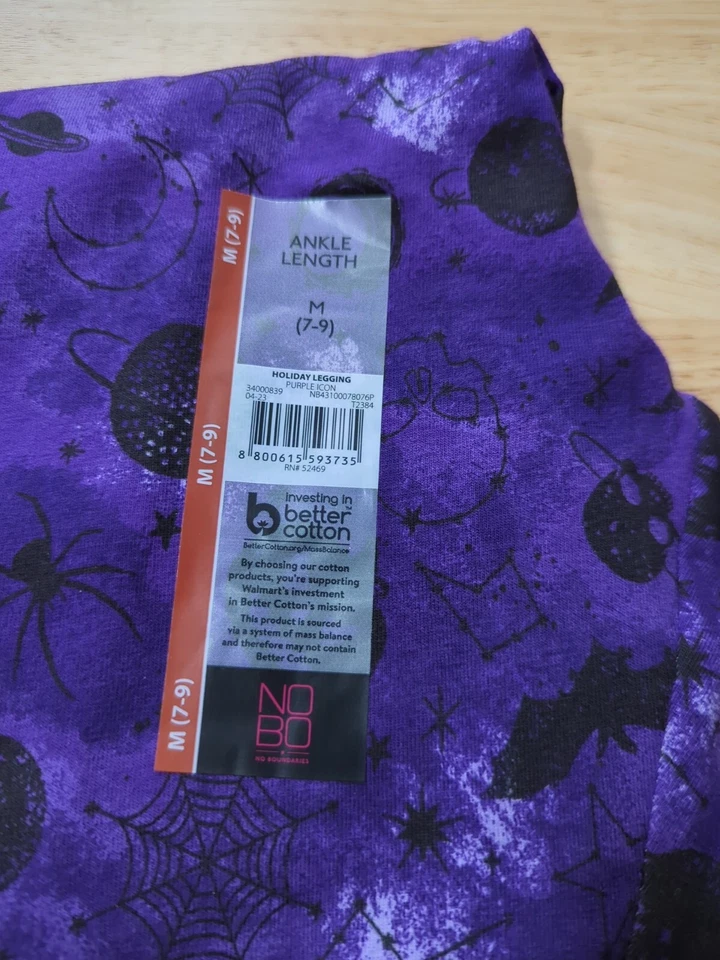 M (7-9)
ANKLE
LENGTH
M
(7-9)
HOLIDAY LEGGING
PURPLE ICON
34000839 NB43100078076P
04-23 T2384
8 800615 593735
RN# 52469
M (7-9)
investing in
b better
cotton
BetterCotton.org/MassBalance
By choosing our cotton
products, you're supporting
Walmart's investment
in Better Cotton's mission.
This product is sourced
via a system of mass balance
and therefore may not contain
Better Cotton.
M (7-9)
NO
BO
NO BOUNDARIES